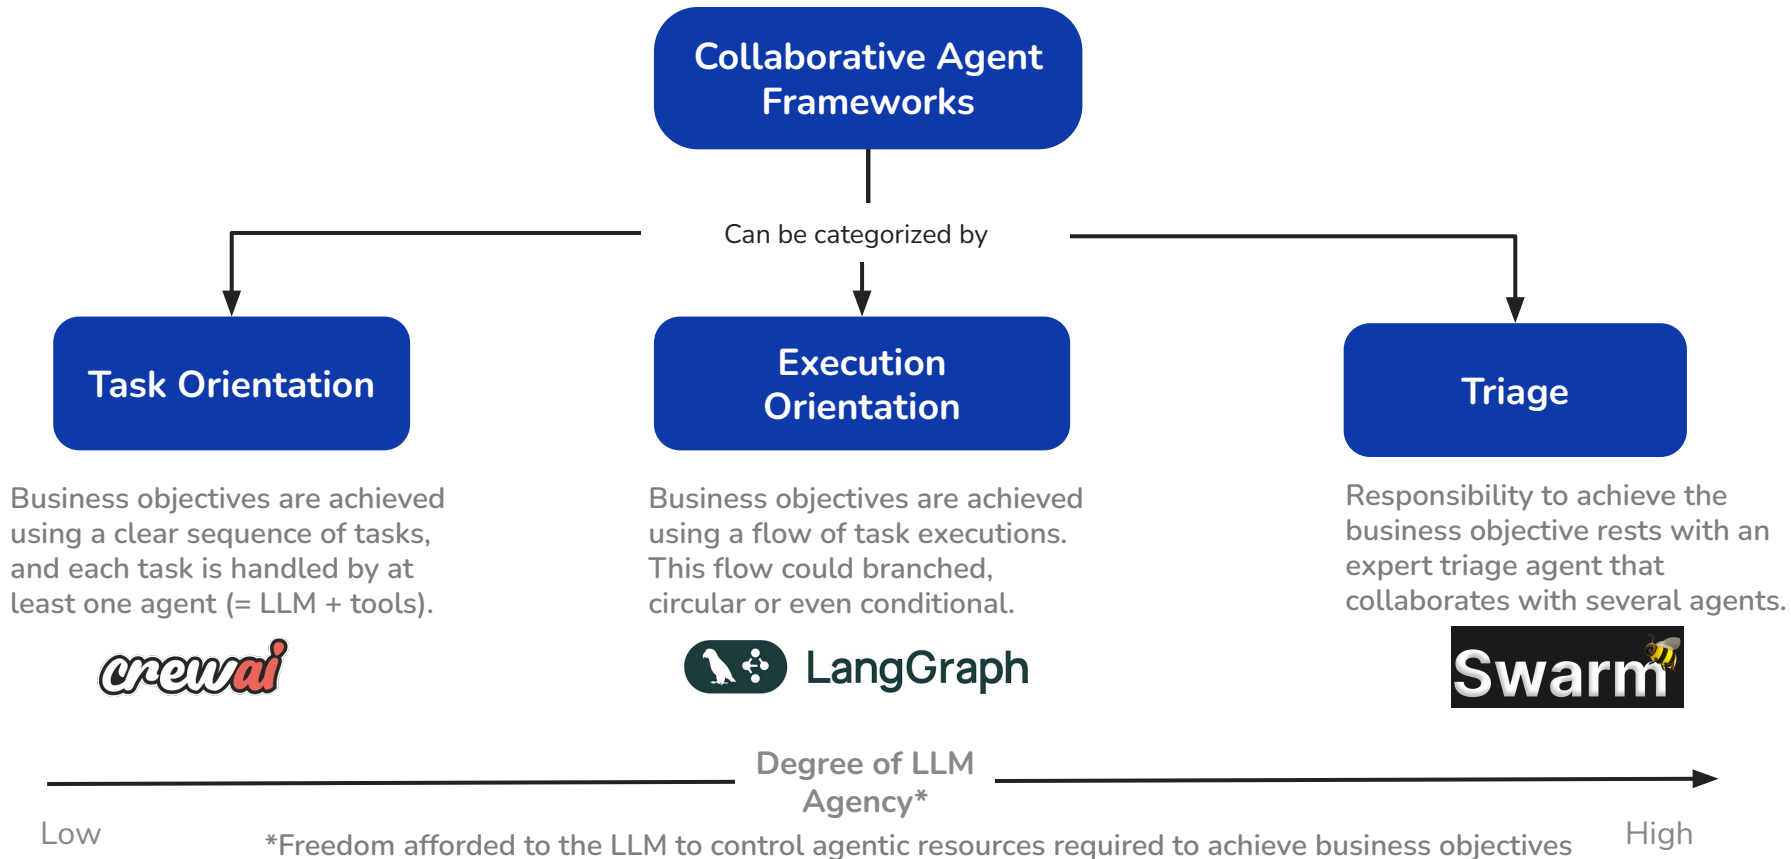 Collaborative Agent
Frameworks
Can be categorized by
Task Orientation
Execution
Orientation
Triage
Business objectives are achieved
using a clear sequence of tasks,
and each task is handled by at
least one agent (= LLM + tools).
Business objectives are achieved
using a flow of task executions.
This flow could branched,
circular or even conditional.
Responsibility to achieve the
business objective rests with an
expert triage agent that
collaborates with several agents.
crewai
LangGraph
Swarm
Degree of LLM
Agency*
Low
High
*Freedom afforded to the LLM to control agentic resources required to achieve business objectives